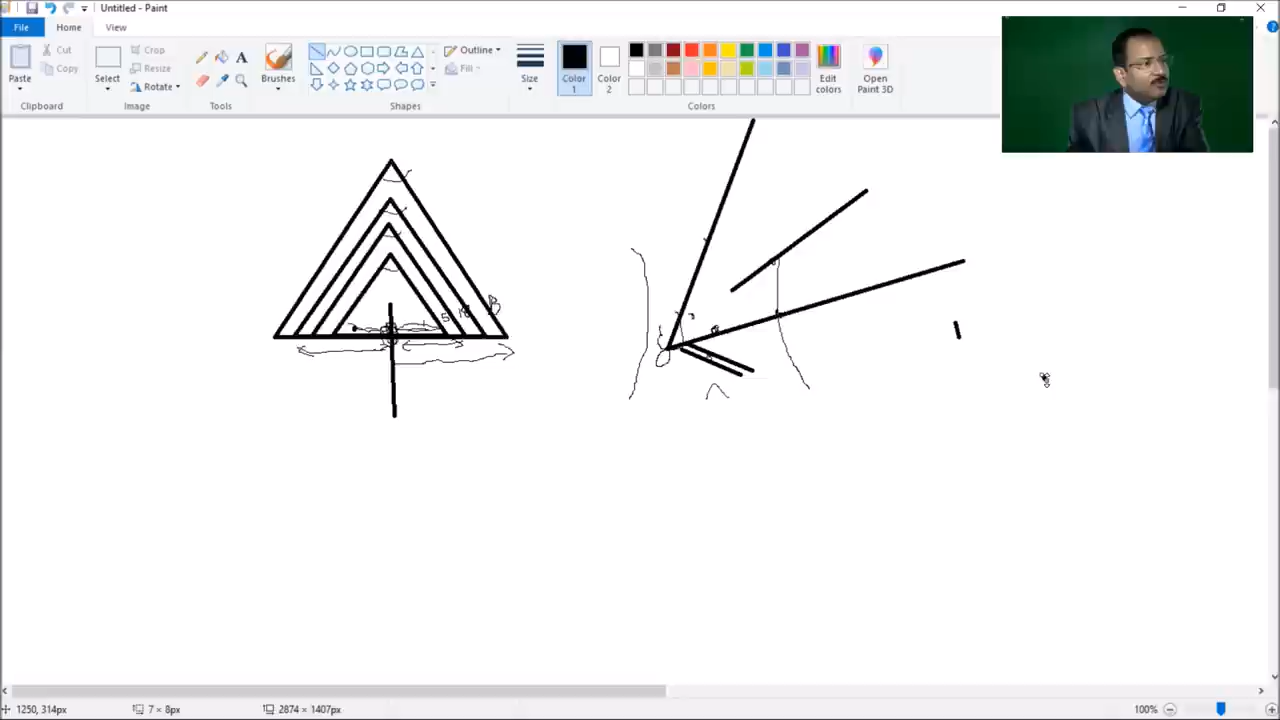 Untitled - Paint
File
Home
View
Paste
Cut
Copy
Clipboard
Select
Crop
Resize
Rotate
Image
A
Tools
Brushes
Outline
Fill
Shapes
Size
Color
1
Color
2
Colors
Edit
colors
Open
Paint 3D
5
B
1250, 314px
7 × 8px
2874 × 1407px
100%